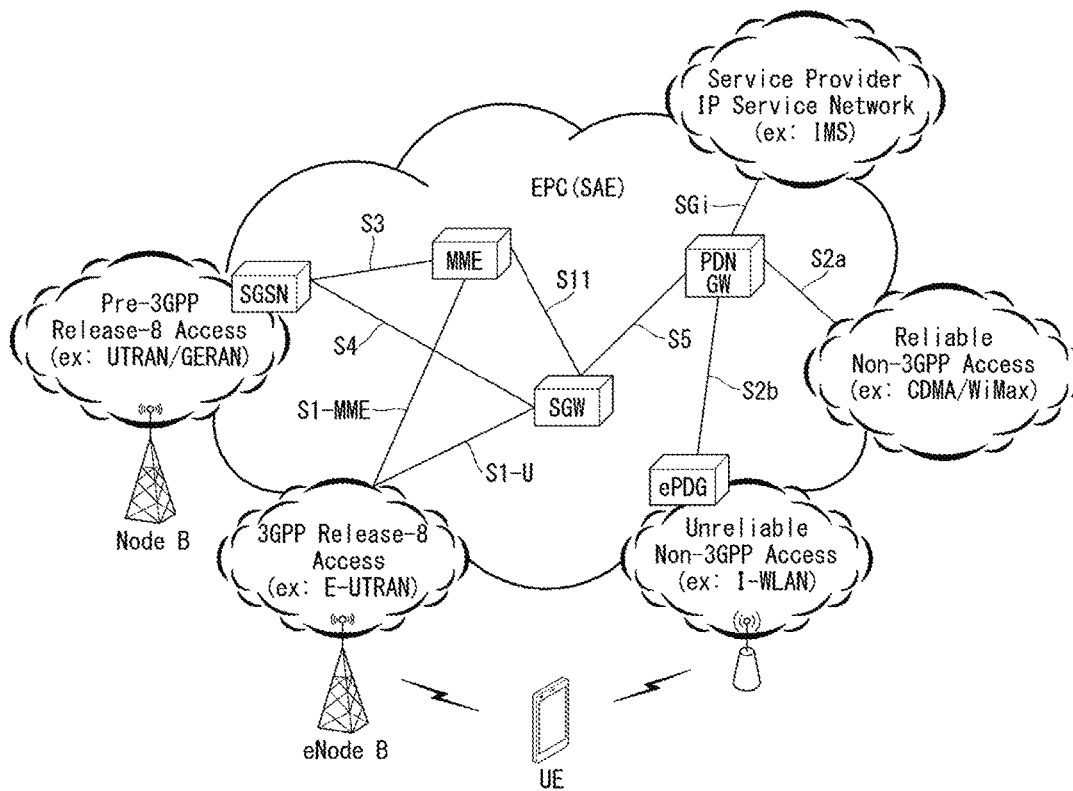 Service Provider
IP Service Network
(ex: IMS)
EPC(SAE)
SGi
S3
MME
PDN
GW
S2a
SGSN
S11
Pre-3GPP
Release-8 Access
(ex: UTRAN/GERAN)
S4
S5
Reliable
Non-3GPP Access
(ex: CDMA/WiMax)
S2b
SGW
S1-MME
S1-U
ePDG
Node B
3GPP Release-8
Access
(ex: E-UTRAN)
Unreliable
Non-3GPP Access
(ex: I-WLAN)
eNode B
UE